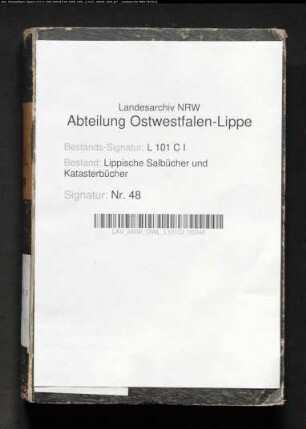 Landesarchiv NRW
Abteilung Ostwestfalen-Lippe
Bestands-Signatur: L 101 C I
Bestand: Lippische Salbücher und
Katasterbücher
Signatur: Nr. 48